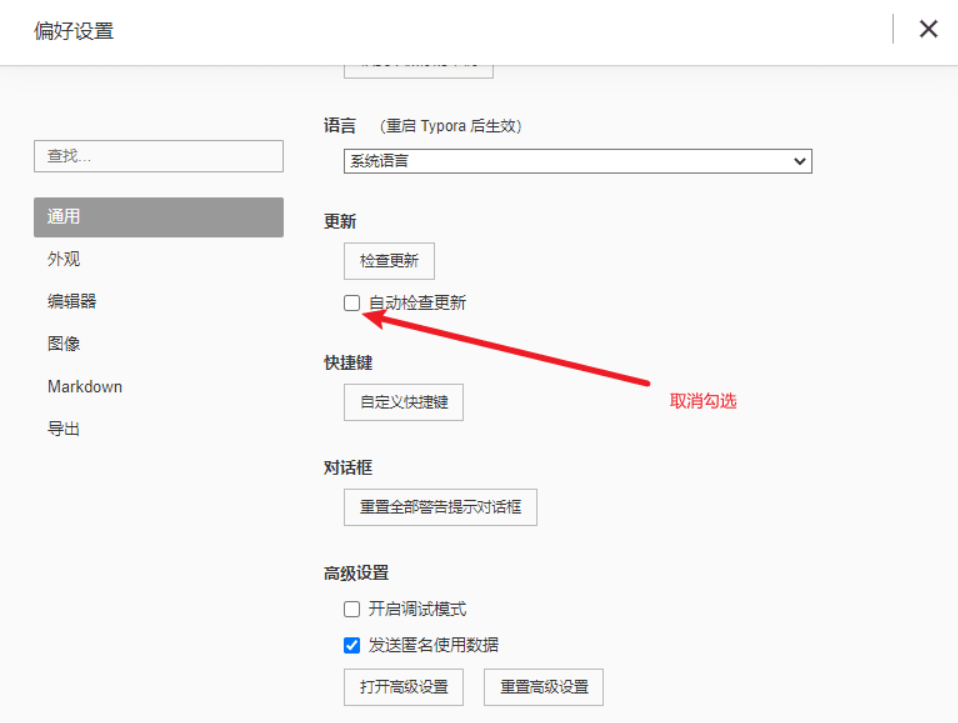 偏好设置
语言 （重启 Typora 后生效）
查找...
系统语言
通用
更新
外观
检查更新
编辑器
自动检查更新
图像
快捷键
Markdown
自定义快捷键
取消勾选
导出
对话框
重置全部警告提示对话框
高级设置
开启调试模式
发送匿名使用数据
打开高级设置 重置高级设置